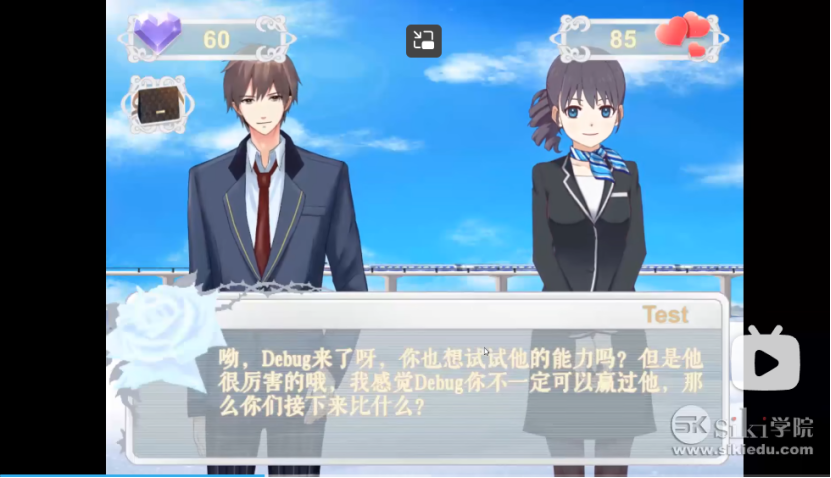 60
85
Test
呦，Debug来了呀，你也想试试他的能力吗？但是他
很厉害的哦，我感觉Debug你不一定可以赢过他，那
么你们接下来比什么？
SK siki学院
www.sikiedu.com